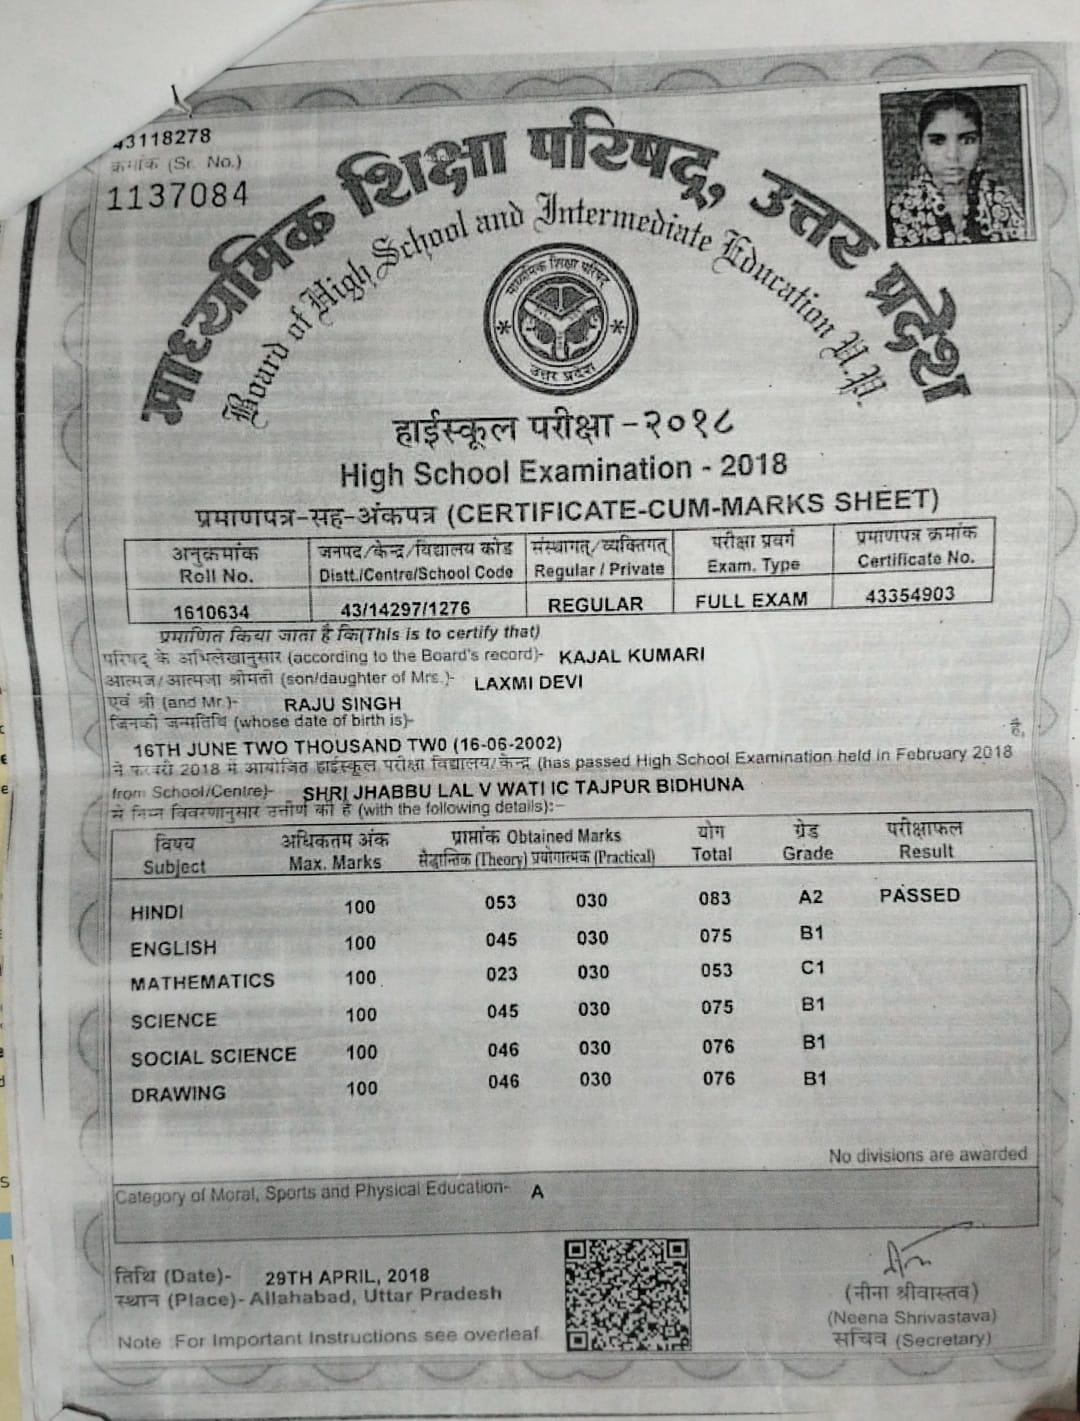 43118278
क्रमांक (Sr. No.)
1137084
माध्यमिक शिक्षा परिषद्, उत्तर प्रदेश
Board of High School and Intermediate Education U.P.
माध्यमिक शिक्षा परिषद
उत्तर प्रदेश
हाईस्कूल परीक्षा - २०१८
High School Examination - 2018
प्रमाणपत्र-सह-अंकपत्र (CERTIFICATE-CUM-MARKS SHEET)
अनुक्रमांक जनपद/केन्द्र/विद्यालय कोड संस्थागत्/व्यक्तिगत् परीक्षा प्रवर्ग प्रमाणपत्र क्रमांक
Roll No. Distt./Centre/School Code Regular / Private Exam. Type Certificate No.
1610634 43/14297/1276 REGULAR FULL EXAM 43354903
प्रमाणित किया जाता है कि(This is to certify that)
परिषद् के अभिलेखानुसार (according to the Board's record)- KAJAL KUMARI
आत्मज/आत्मजा श्रीमती (son/daughter of Mrs.)- LAXMI DEVI
एवं श्री (and Mr.)- RAJU SINGH
जिनकी जन्मतिथि (whose date of birth is)-
16TH JUNE TWO THOUSAND TWO (16-06-2002) है,
ने फरवरी 2018 में आयोजित हाईस्कूल परीक्षा विद्यालय/केन्द्र (has passed High School Examination held in February 2018
from School/Centre)- SHRI JHABBU LAL V WATI IC TAJPUR BIDHUNA
से निम्न विवरणानुसार उत्तीर्ण की है (with the following details):-
विषय अधिकतम अंक प्राप्तांक Obtained Marks योग ग्रेड परीक्षाफल
Subject Max. Marks सैद्धान्तिक (Theory) प्रयोगात्मक (Practical) Total Grade Result
HINDI 100 053 030 083 A2 PASSED
ENGLISH 100 045 030 075 B1
MATHEMATICS 100 023 030 053 C1
SCIENCE 100 045 030 075 B1
SOCIAL SCIENCE 100 046 030 076 B1
DRAWING 100 046 030 076 B1
No divisions are awarded
Category of Moral, Sports and Physical Education- A
तिथि (Date)- 29TH APRIL, 2018
स्थान (Place)- Allahabad, Uttar Pradesh
Note For Important Instructions see overleaf
(नीना श्रीवास्तव)
(Neena Shrivastava)
सचिव (Secretary)